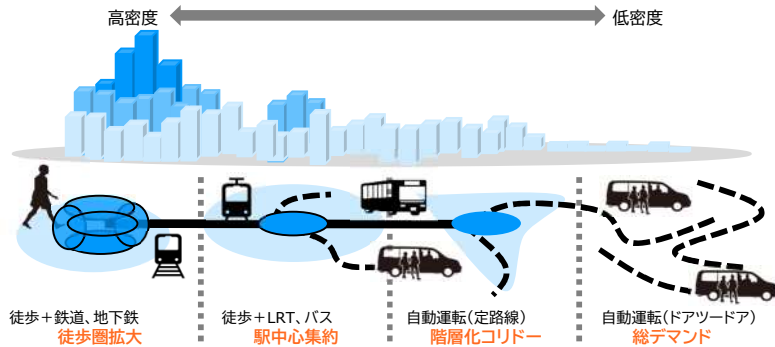 高密度
低密度
徒歩＋鉄道、地下鉄
徒歩圏拡大
徒歩＋LRT、バス
駅中心集約
自動運転（定路線）
階層化コリドー
自動運転（ドアツードア）
総デマンド